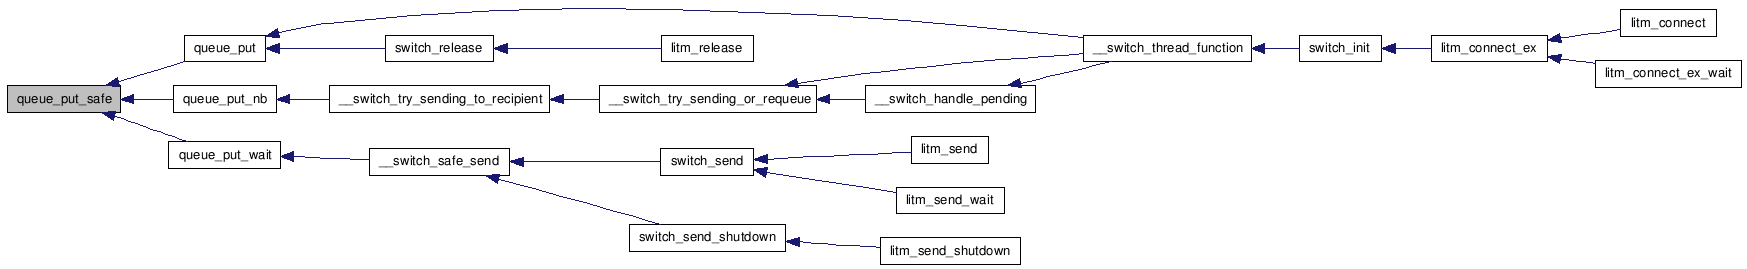 queue_put_safe
queue_put
switch_release
litm_release
__switch_thread_function
switch_init
litm_connect_ex
litm_connect
litm_connect_ex_wait
queue_put_nb
__switch_try_sending_to_recipient
__switch_try_sending_or_requeue
__switch_handle_pending
queue_put_wait
__switch_safe_send
switch_send
litm_send
litm_send_wait
switch_send_shutdown
litm_send_shutdown